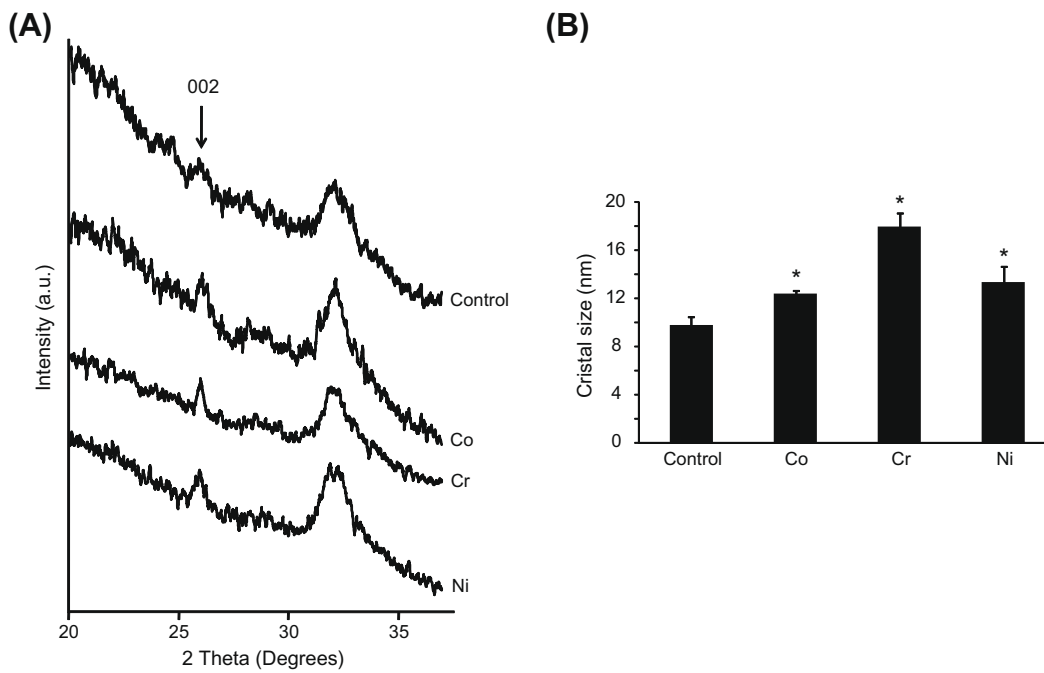 (A)
002
Control
Co
Cr
Ni
Intensity (a.u.)
20 25 30 35
2 Theta (Degrees)
(B)
20
16
12
8
4
0
Cristal size (nm)
* * *
Control Co Cr Ni